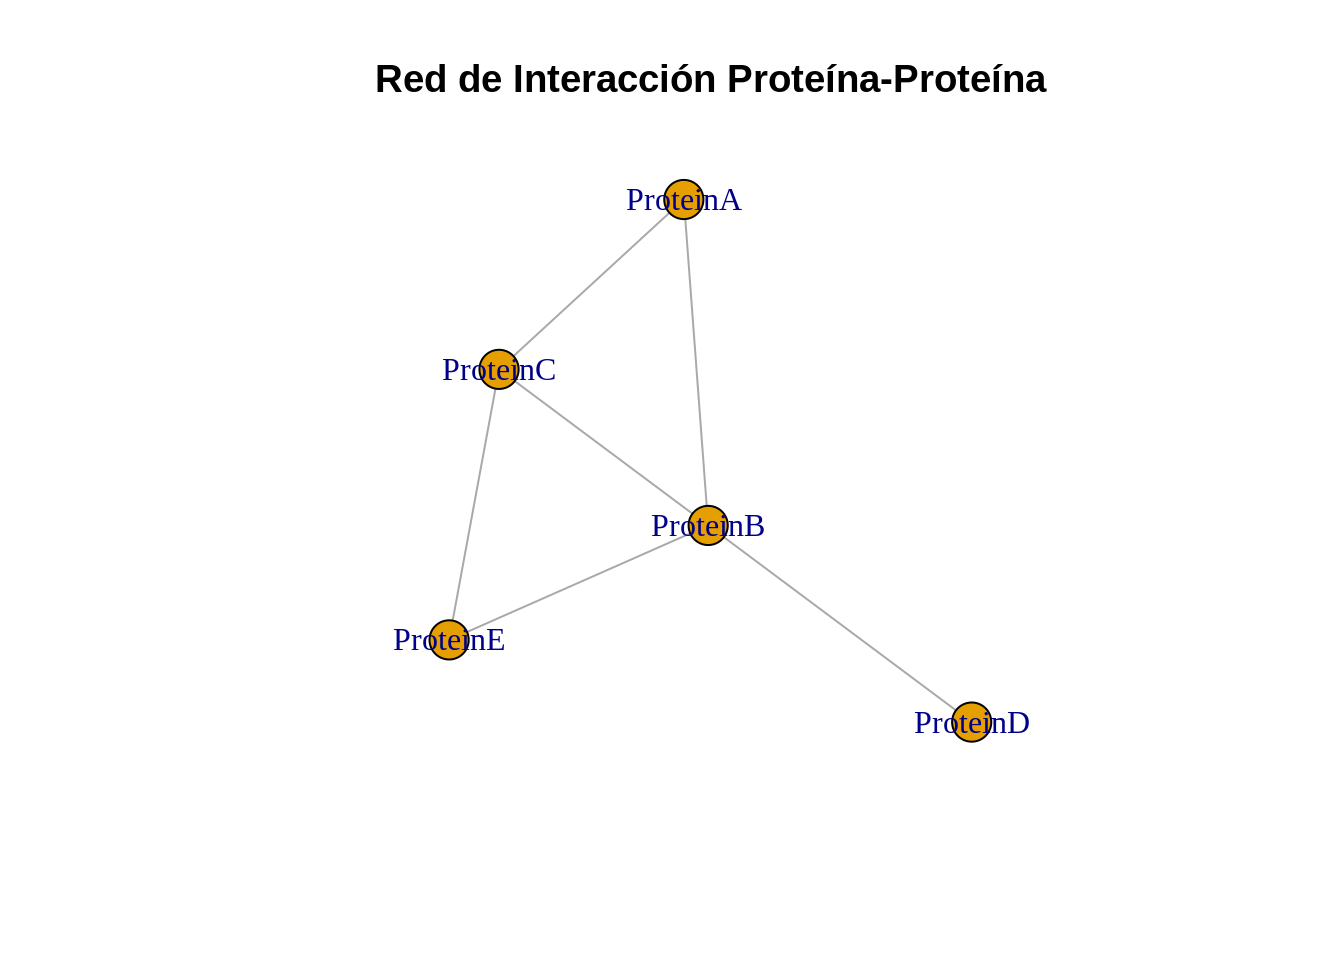 Red de Interacción Proteína-Proteína
ProteinA
ProteinC
ProteinB
ProteinE
ProteinD